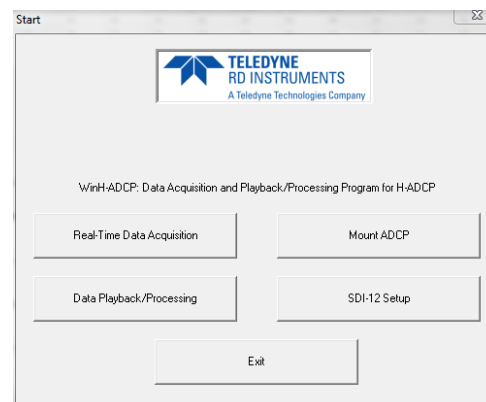 Start
TELEDYNE
RD INSTRUMENTS
A Teledyne Technologies Company
WinH-ADCP: Data Acquisition and Playback/Processing Program for H-ADCP
Real-Time Data Acquisition
Mount ADCP
Data Playback/Processing
SDI-12 Setup
Exit